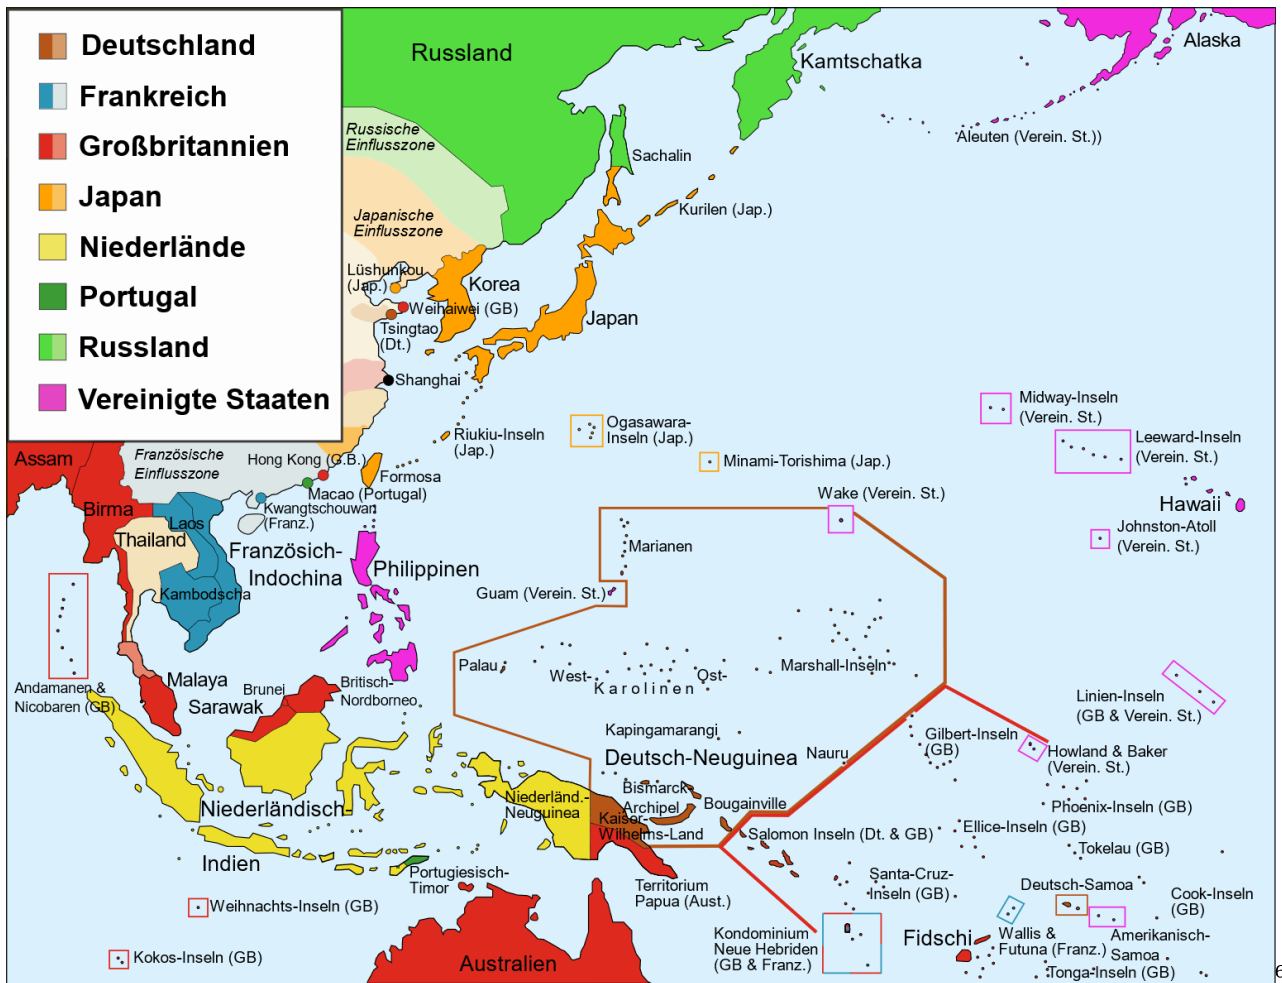 Deutschland
Frankreich
Großbritannien
Japan
Niederlände
Portugal
Russland
Vereinigte Staaten
Russland
Kamtschatka
Alaska
Aleuten (Verein. St.))
Russische
Einflusszone
Sachalin
Japanische
Einflusszone
Kurilen (Jap.)
Lüshunkou
(Jap.)
Korea
Weihaiwei (GB)
Japan
Tsingtao
(Dt.)
Shanghai
Midway-Inseln
(Verein. St.)
Ogasawara-
Inseln (Jap.)
Riukiu-Inseln
(Jap.)
Leeward-Inseln
(Verein. St.)
Minami-Torishima (Jap.)
Assam
Französische
Einflusszone
Hong Kong (G.B.)
Formosa
Macao (Portugal)
Wake (Verein. St.)
Hawaii
Birma
Kwangtschouwan
(Franz.)
Laos
Johnston-Atoll
(Verein. St.)
Thailand
Französich-
Indochina
Marianen
Philippinen
Kambodscha
Guam (Verein. St.)
Palau
West-
Ost-
Karolinen
Marshall-Inseln
Andamanen &
Nicobaren (GB)
Malaya
Brunei
Britisch-
Nordborneo
Sarawak
Linien-Inseln
(GB & Verein. St.)
Kapingamarangi
Gilbert-Inseln
(GB)
Deutsch-Neuguinea
Nauru
Howland & Baker
(Verein. St.)
Niederländisch-
Niederländ.-
Neuguinea
Bismarck-
Archipel
Bougainville
Phoenix-Inseln (GB)
Kaiser-
Wilhelms-Land
Salomon Inseln (Dt. & GB)
Ellice-Inseln (GB)
Tokelau (GB)
Indien
Portugiesisch-
Timor
Territorium
Papua (Aust.)
Santa-Cruz-
Inseln (GB)
Deutsch-Samoa
Cook-Inseln
(GB)
Weihnachts-Inseln (GB)
Kondominium
Neue Hebriden
(GB & Franz.)
Fidschi
Wallis &
Futuna (Franz.)
Amerikanisch-
Samoa
Kokos-Inseln (GB)
Australien
Tonga-Inseln (GB)